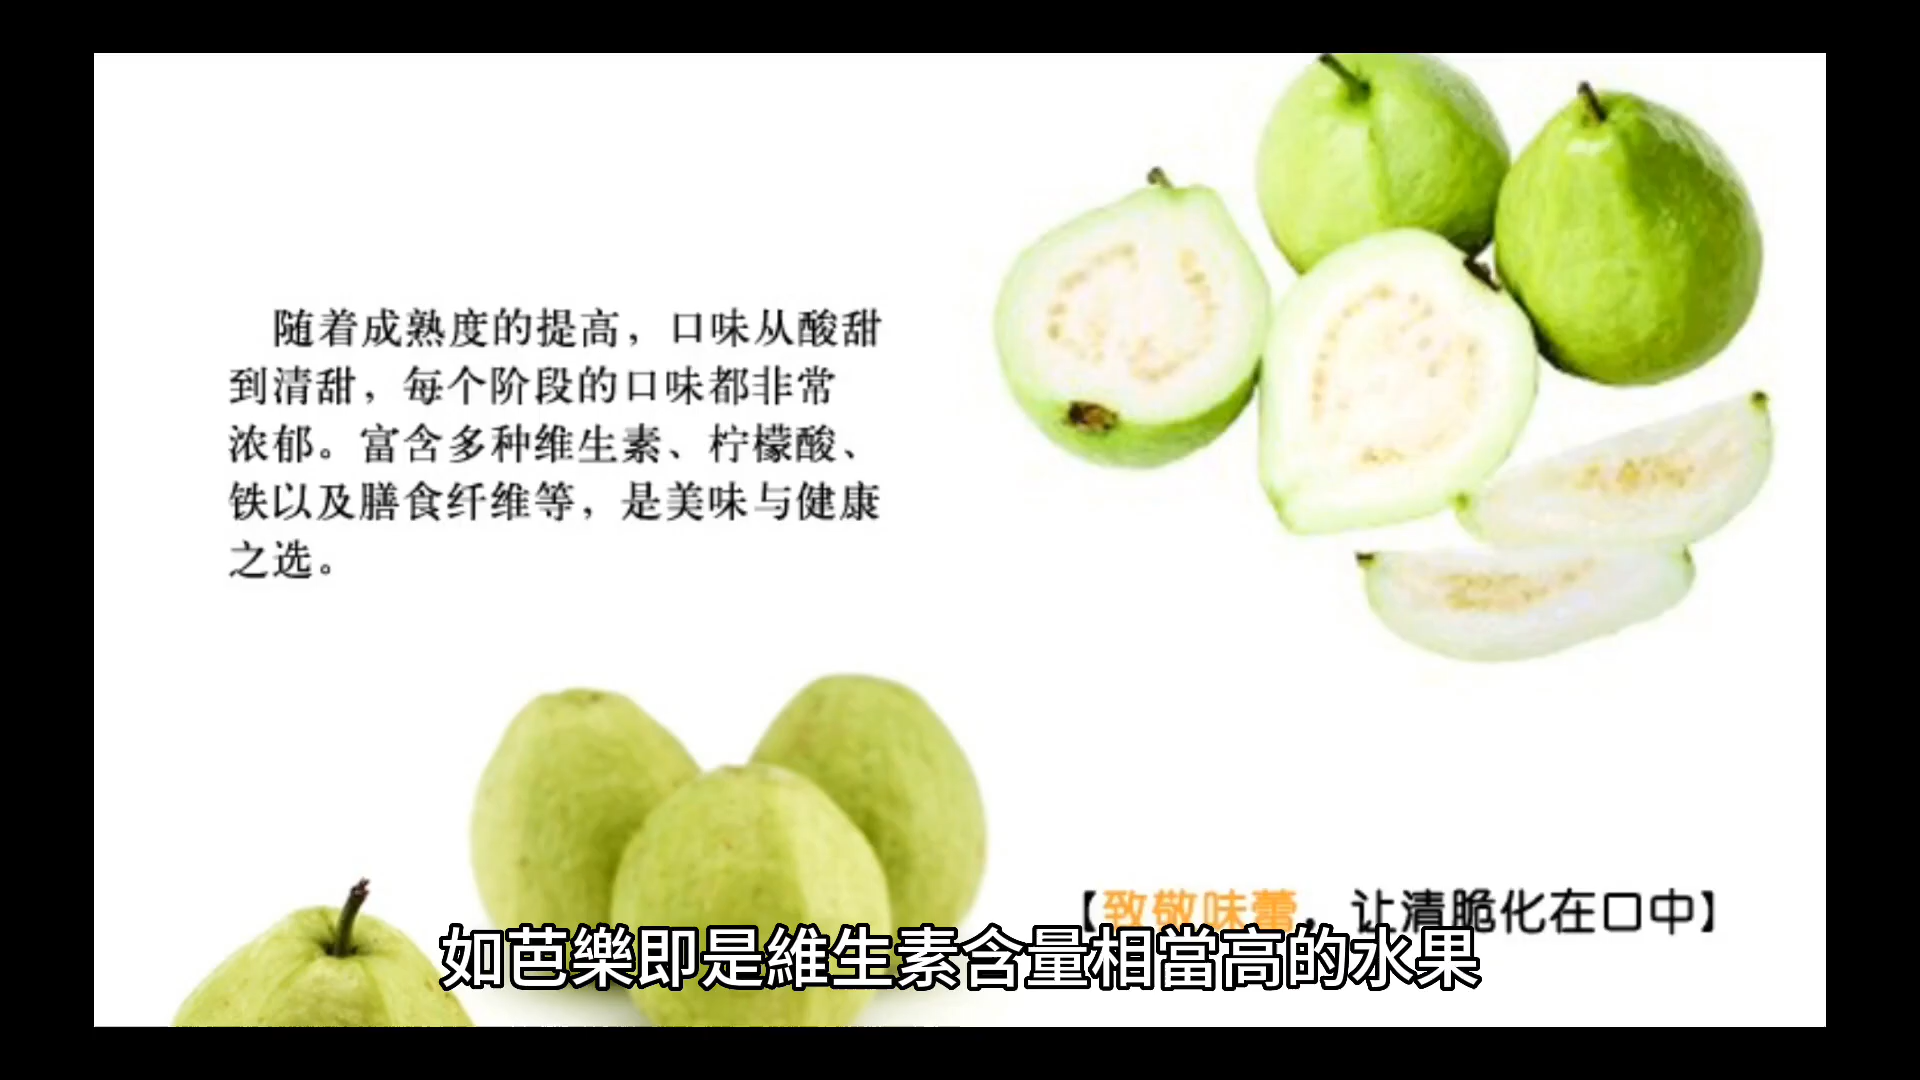 随着成熟度的提高，口味从酸甜
到清甜，每个阶段的口味都非常
浓郁。富含多种维生素、柠檬酸、
铁以及膳食纤维等，是美味与健康
之选。
【致敬味蕾，让清脆化在口中】
如芭樂即是維生素含量相當高的水果